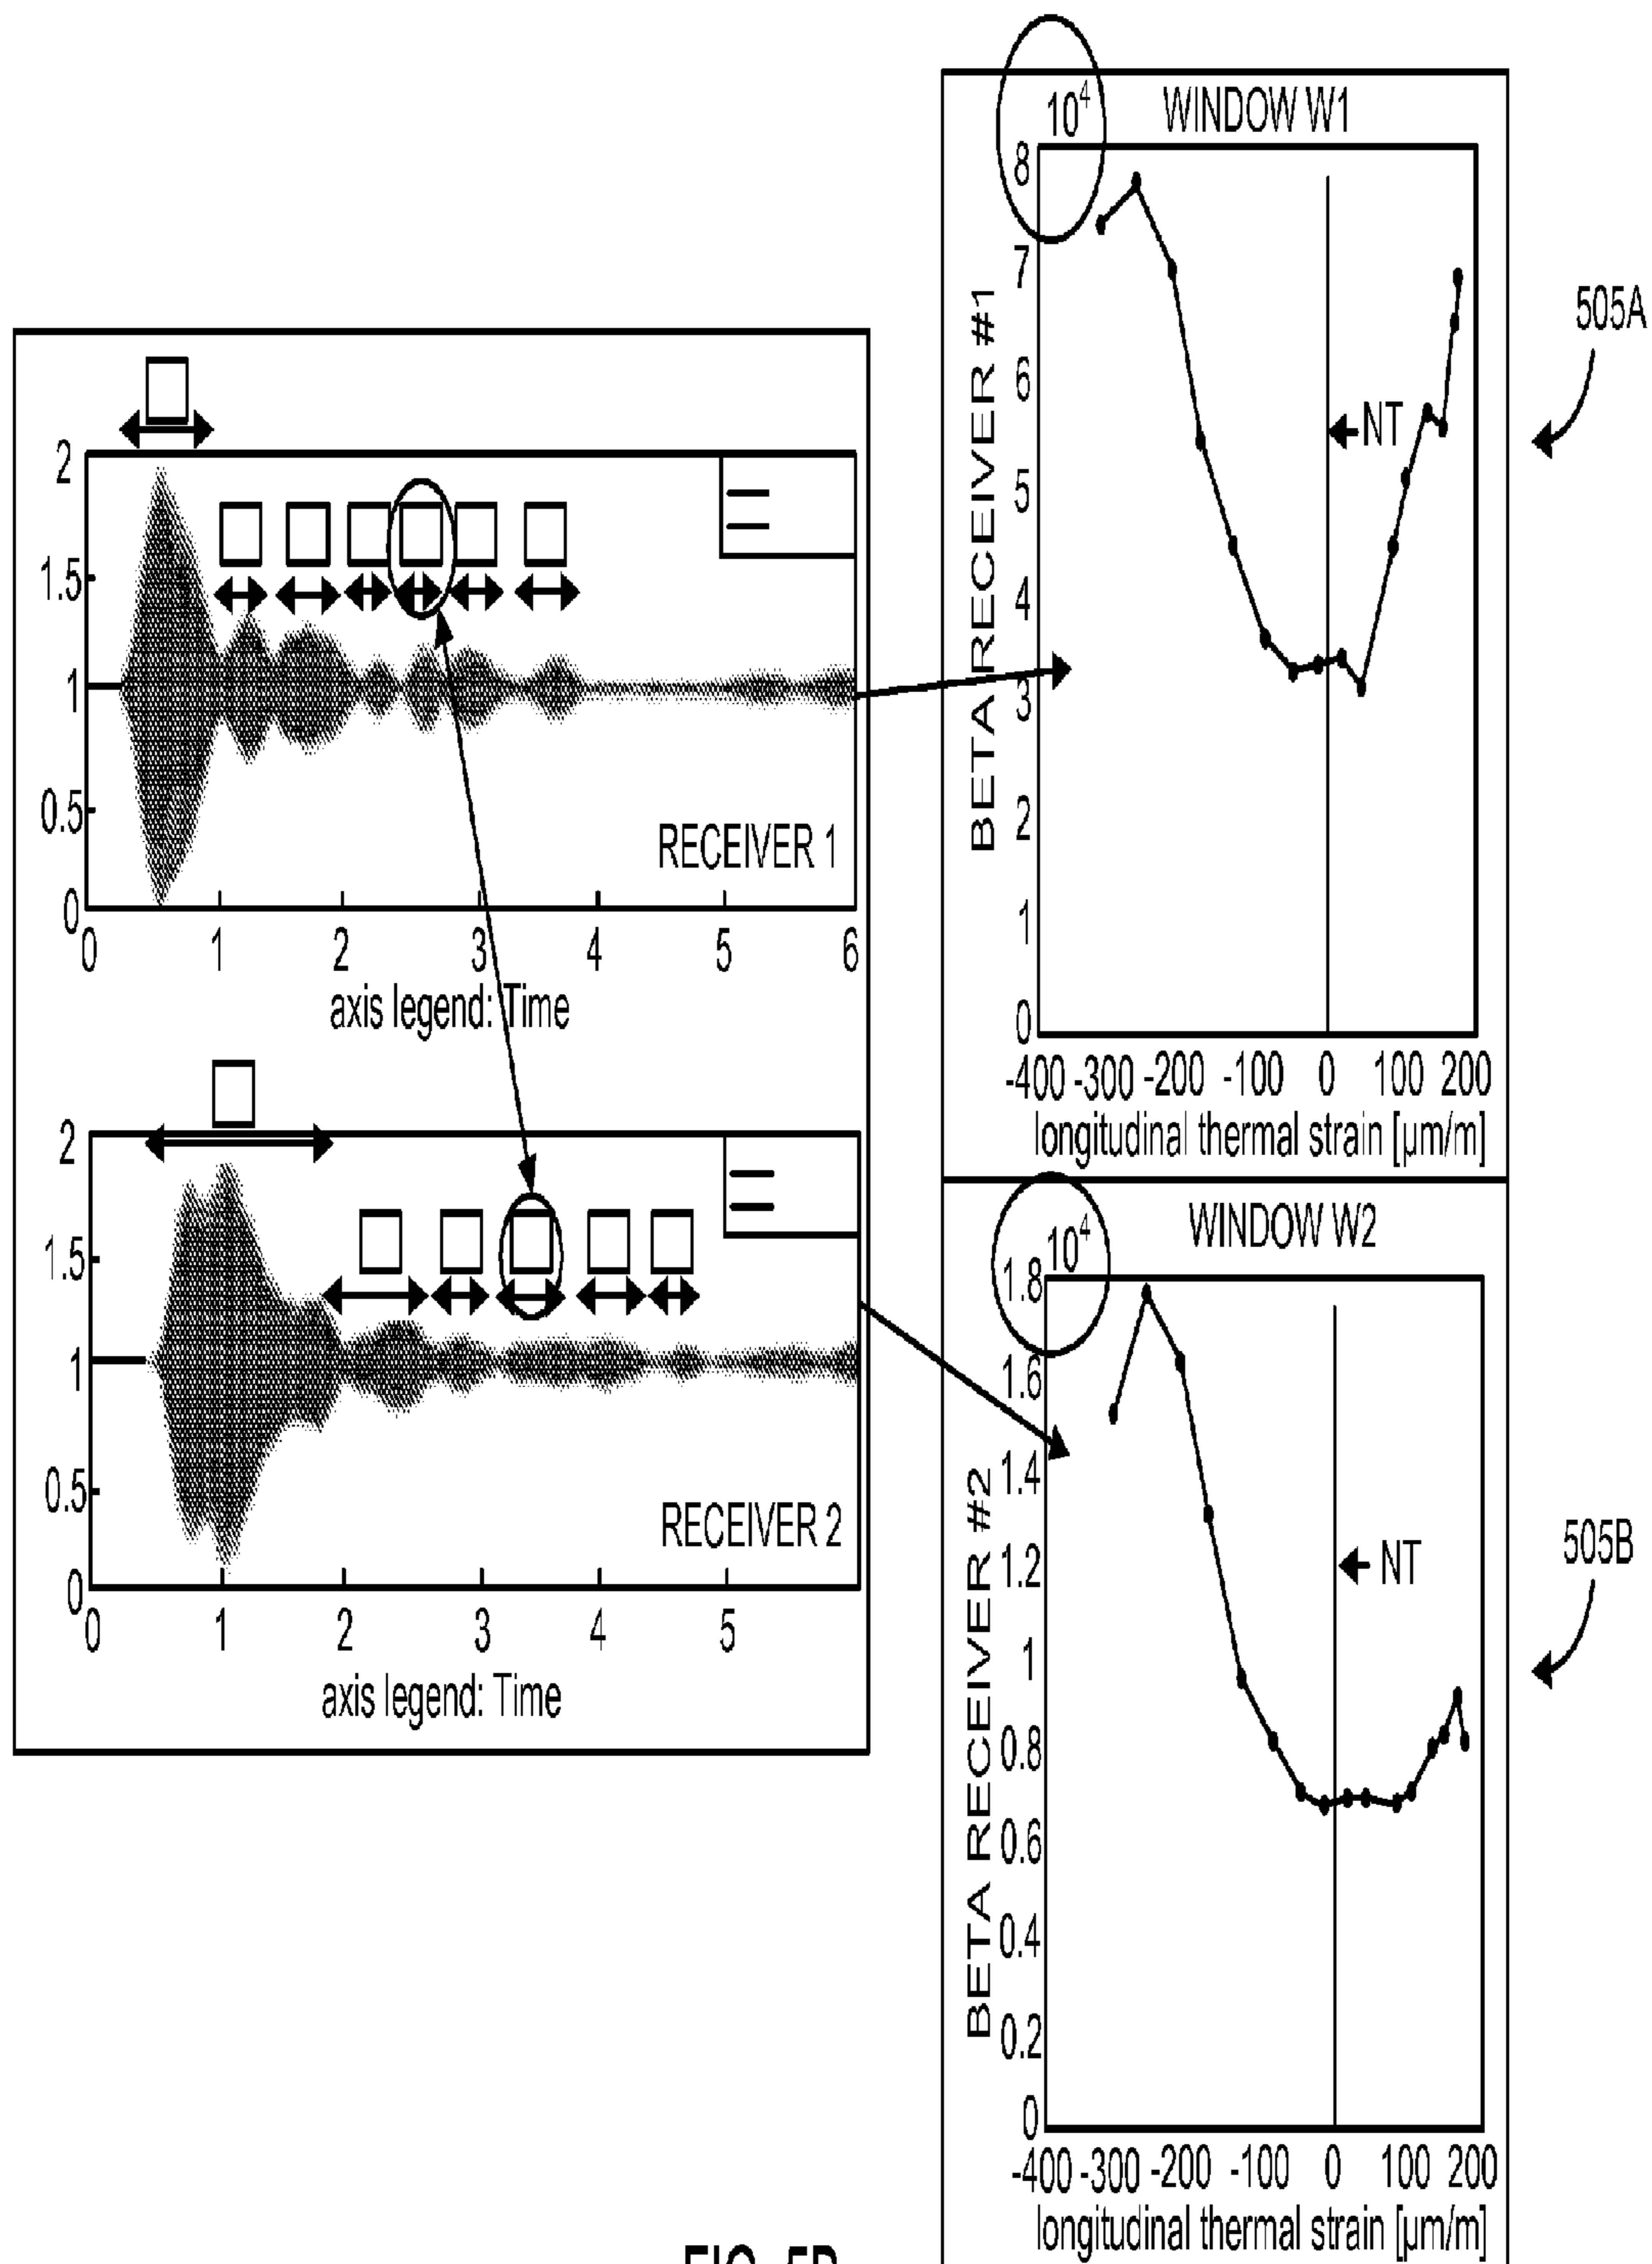 10⁴
WINDOW W1
8
7
6
5
4
3
2
1
0
BETA RECEIVER #1
NT
-400 -300 -200 -100 0 100 200
longitudinal thermal strain [µm/m]
505A
2
1.5
1
0.5
0
RECEIVER 1
0 1 2 3 4 5 6
axis legend: Time
2
1.5
1
0.5
0
RECEIVER 2
0 1 2 3 4 5
axis legend: Time
10⁴
WINDOW W2
1.8
1.6
1.4
1.2
1
0.8
0.6
0.4
0.2
0
BETA RECEIVER #2
NT
-400 -300 -200 -100 0 100 200
longitudinal thermal strain [µm/m]
505B